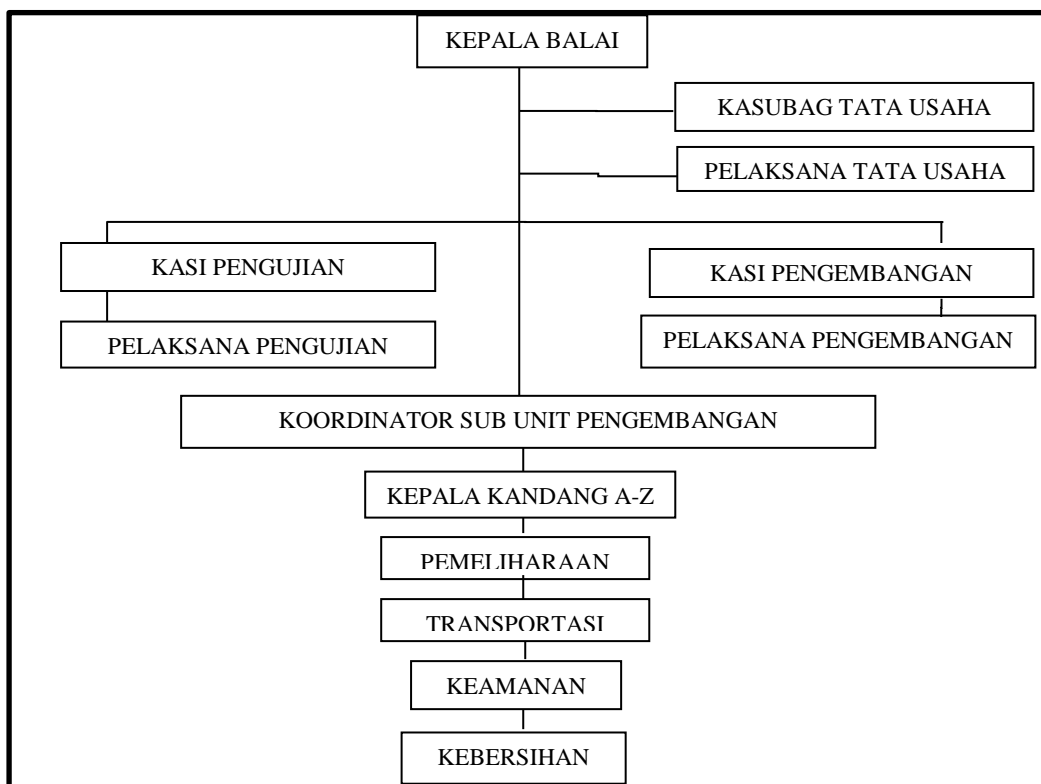 KEPALA BALAI
KASUBAG TATA USAHA
PELAKSANA TATA USAHA
KASI PENGUJIAN
KASI PENGEMBANGAN
PELAKSANA PENGUJIAN
PELAKSANA PENGEMBANGAN
KOORDINATOR SUB UNIT PENGEMBANGAN
KEPALA KANDANG A-Z
PEMELIHARAAN
TRANSPORTASI
KEAMANAN
KEBERSIHAN